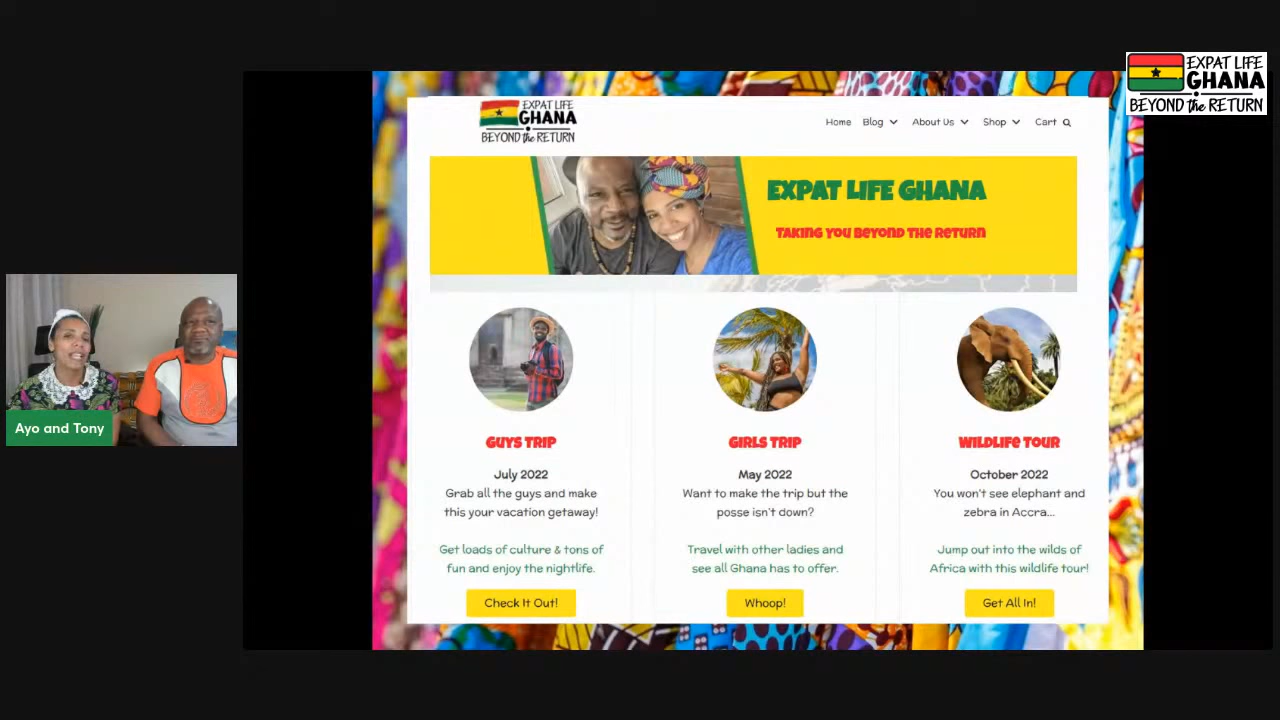 EXPAT LIFE
GHANA
BEYOND the RETURN
EXPAT LIFE
GHANA
BEYOND the RETURN
Home Blog About Us Shop Cart
EXPAT LIFE GHANA
TAKING YOU BEYOND THE RETURN
Ayo and Tony
GUYS TRIP
July 2022
Grab all the guys and make
this your vacation getaway!
Get loads of culture & tons of
fun and enjoy the nightlife.
Check It Out!
GIRLS TRIP
May 2022
Want to make the trip but the
posse isn't down?
Travel with other ladies and
see all Ghana has to offer.
Whoop!
WILDLIFE TOUR
October 2022
You won't see elephant and
zebra in Accra...
Jump out into the wilds of
Africa with this wildlife tour!
Get All In!